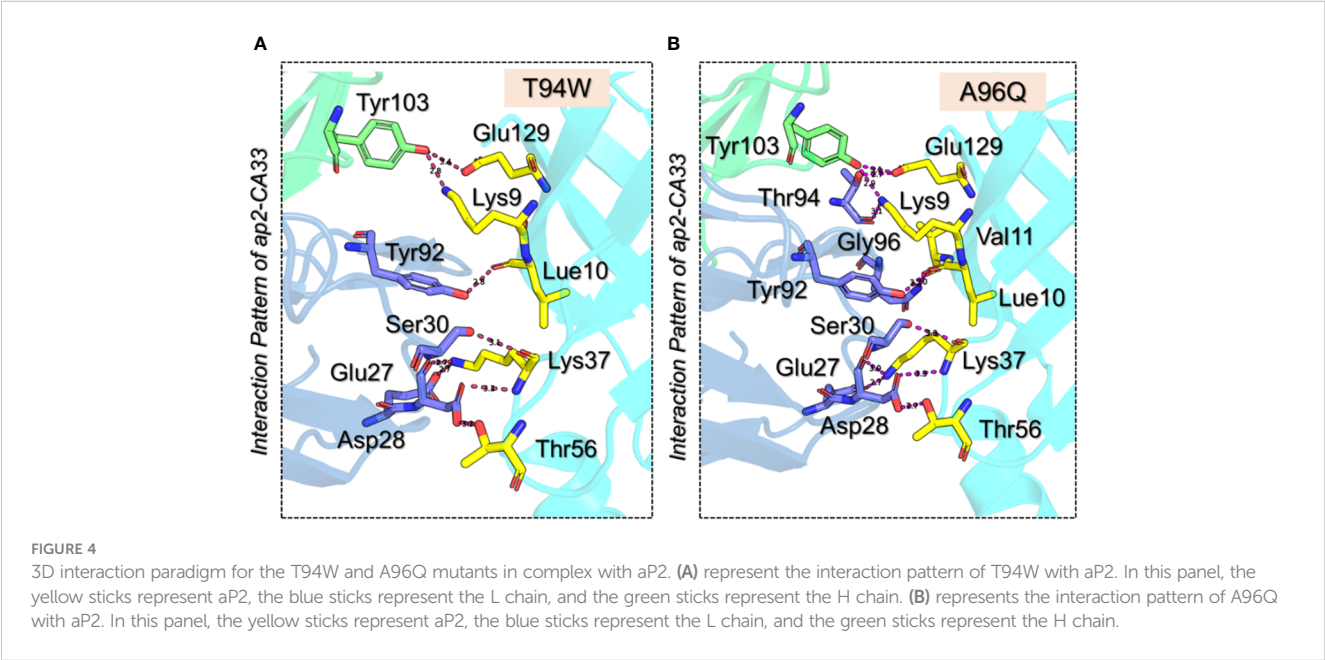 A
Interaction Pattern of ap2-CA33
T94W
Tyr103
Glu129
Lys9
Tyr92
Lue10
Ser30
Glu27
Lys37
Asp28
Thr56
B
Interaction Pattern of ap2-CA33
A96Q
Tyr103
Glu129
Thr94
Lys9
Gly96
Val11
Tyr92
Lue10
Ser30
Glu27
Lys37
Asp28
Thr56
FIGURE 4
3D interaction paradigm for the T94W and A96Q mutants in complex with aP2. (A) represent the interaction pattern of T94W with aP2. In this panel, the
yellow sticks represent aP2, the blue sticks represent the L chain, and the green sticks represent the H chain. (B) represents the interaction pattern of A96Q
with aP2. In this panel, the yellow sticks represent aP2, the blue sticks represent the L chain, and the green sticks represent the H chain.